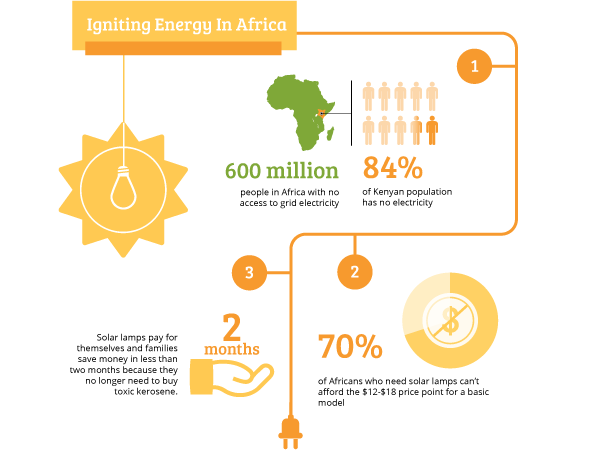 Igniting Energy In Africa
1
600 million
people in Africa with no
access to grid electricity
84%
of Kenyan population
has no electricity
3
2
2
months
Solar lamps pay for
themselves and families
save money in less than
two months because they
no longer need to buy
toxic kerosene.
$
70%
of Africans who need solar lamps can't
afford the $12-$18 price point for a basic
model